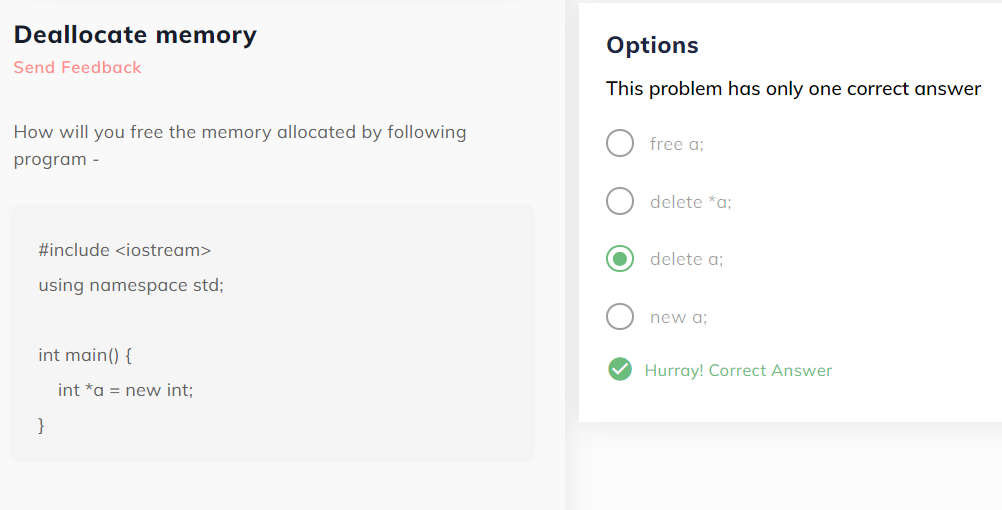 Deallocate memory
Send Feedback
How will you free the memory allocated by following
program -
#include <iostream>
using namespace std;
int main() {
int *a = new int;
}
Options
This problem has only one correct answer
free a;
delete *a;
delete a;
new a;
Hurray! Correct Answer